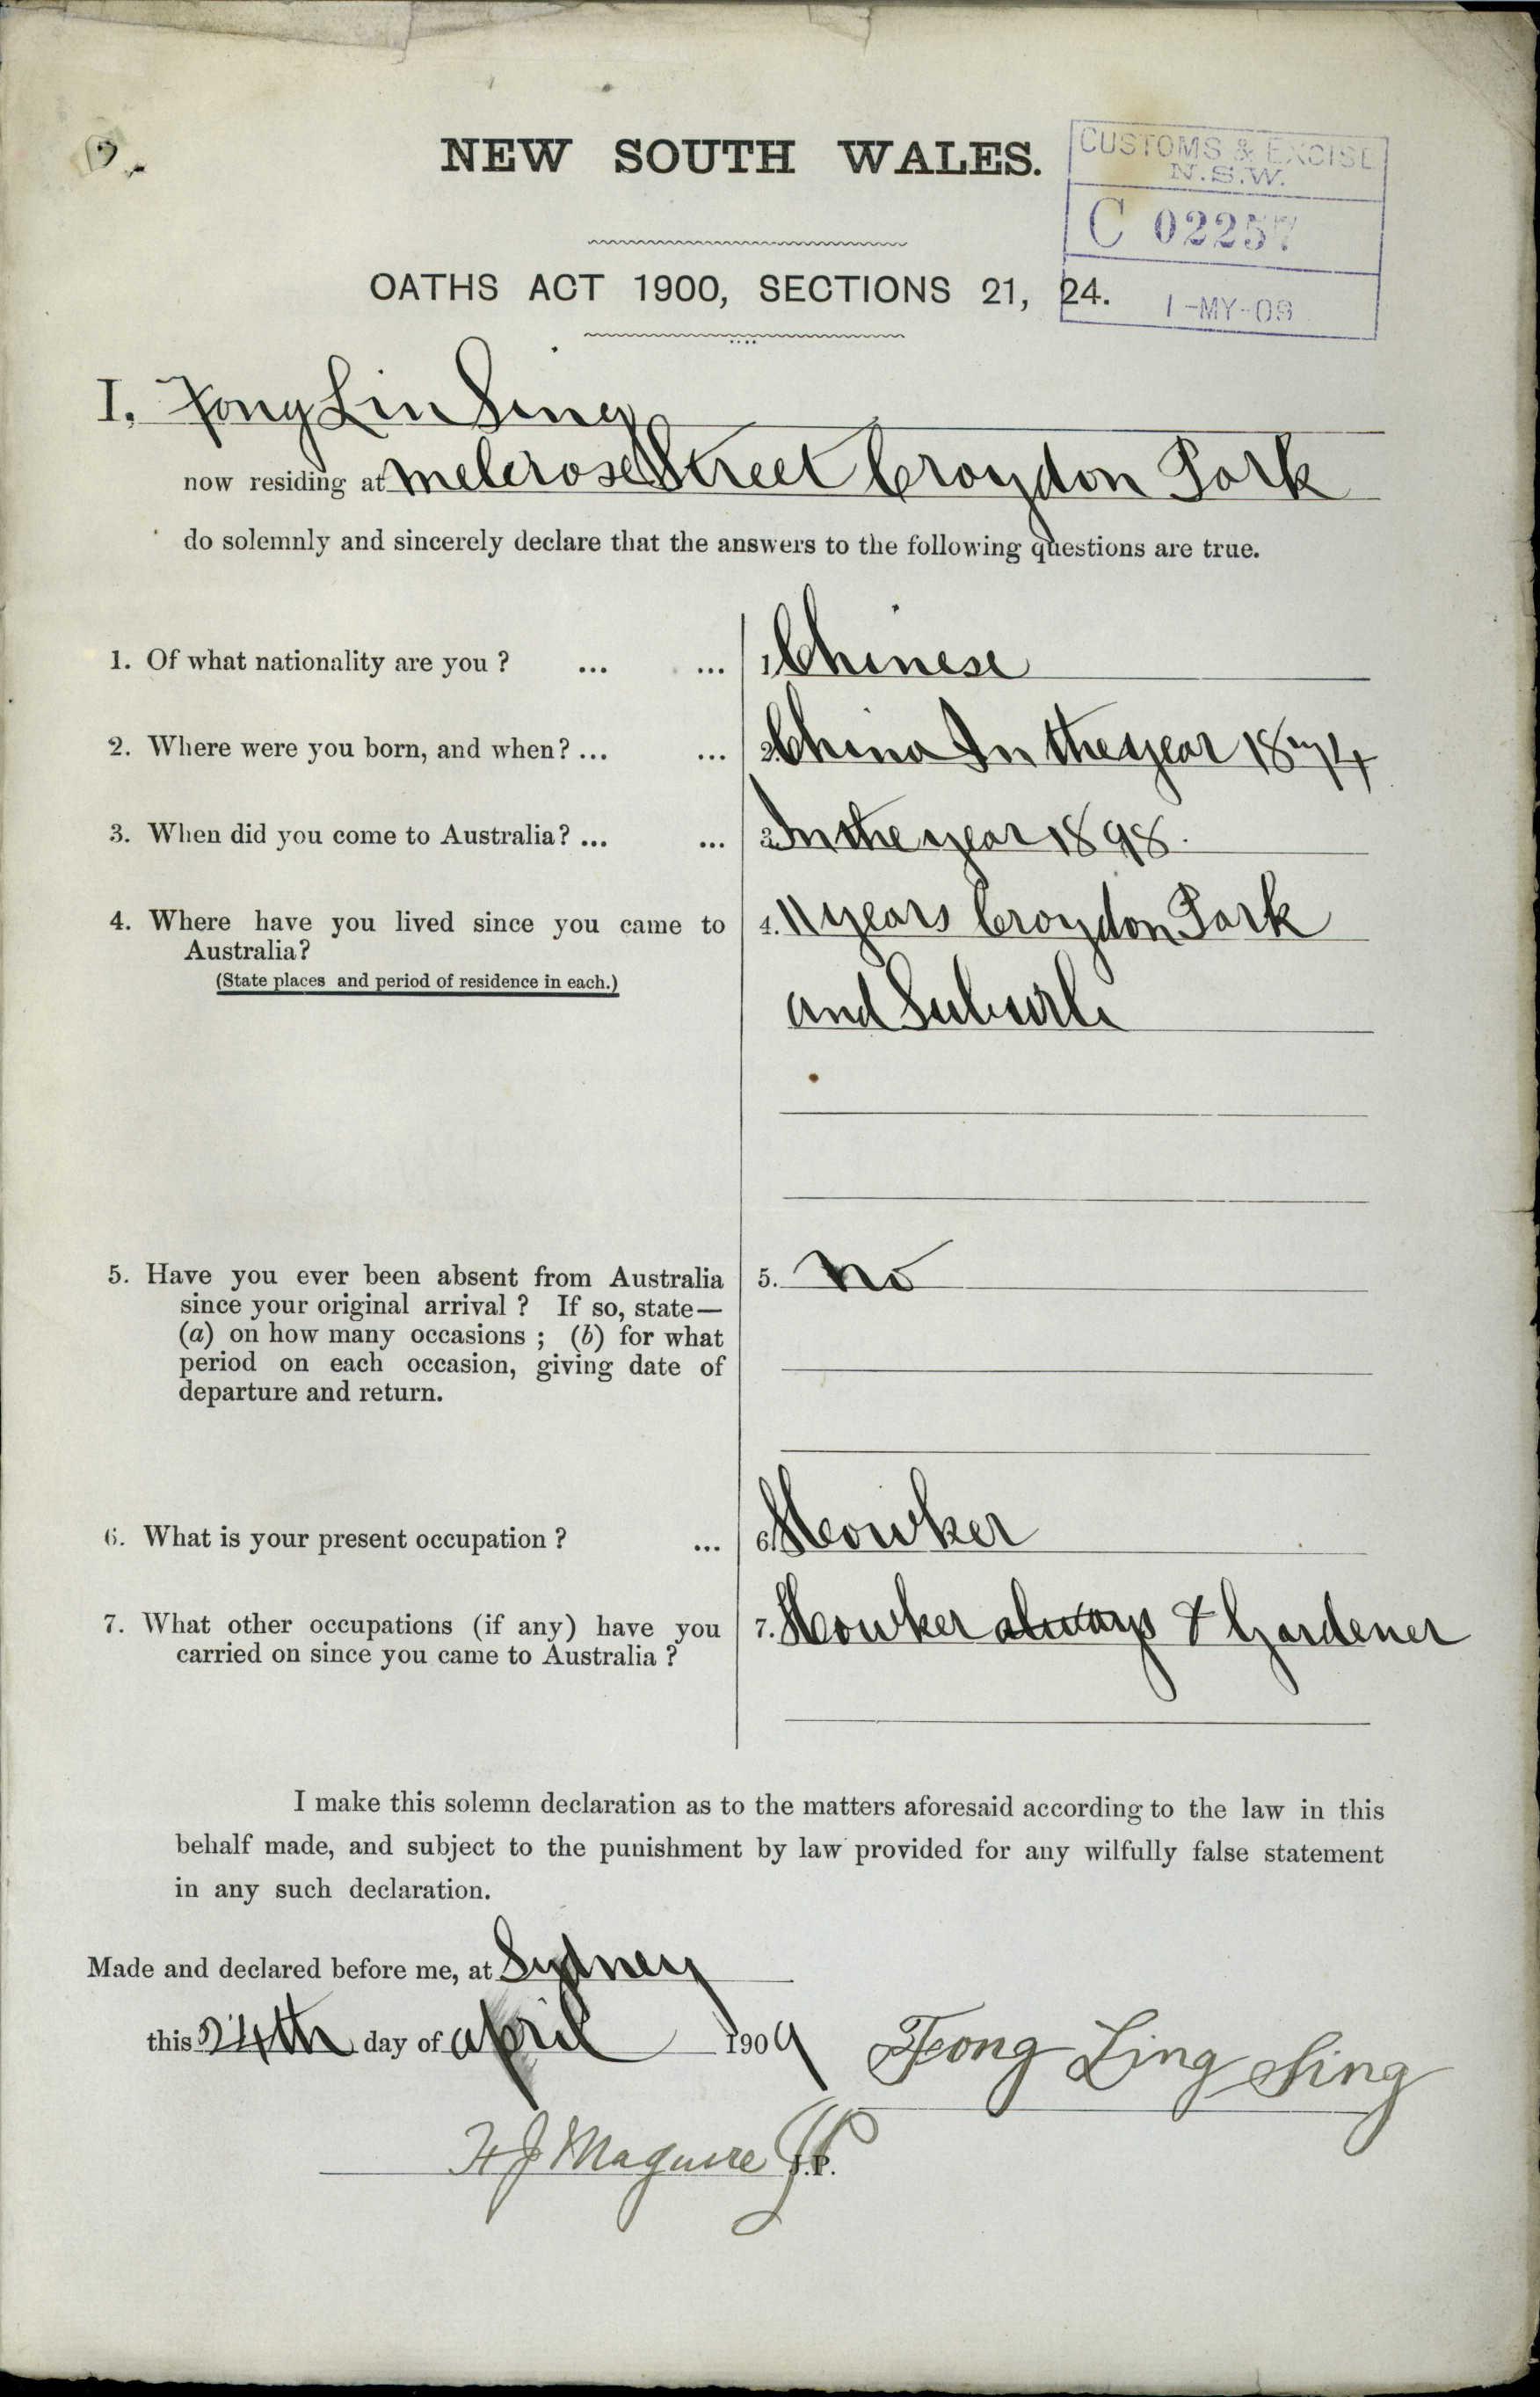 NEW SOUTH WALES.
CUSTOMS & EXCISE
N.S.W.
C 02257
1-MY-09
OATHS ACT 1900, SECTIONS 21, 24.
I, Fong Lin Sing
now residing at Melerose Street Croydon Park
do solemnly and sincerely declare that the answers to the following questions are true.
1. Of what nationality are you ? ... ... 1. Chinese
2. Where were you born, and when? ... ... 2. China In the year 1874
3. When did you come to Australia? ... ... 3. In the year 1898.
4. Where have you lived since you came to 4. 11 years Croydon Park
Australia?
(State places and period of residence in each.)
and Suburb
5. Have you ever been absent from Australia 5. No
since your original arrival ? If so, state—
(a) on how many occasions ; (b) for what
period on each occasion, giving date of
departure and return.
6. What is your present occupation ? ... 6. Howker
7. What other occupations (if any) have you 7. Howker always & Gardener
carried on since you came to Australia ?
I make this solemn declaration as to the matters aforesaid according to the law in this
behalf made, and subject to the punishment by law provided for any wilfully false statement
in any such declaration.
Made and declared before me, at Sydney
this 24th day of April 1909 Fong Ling Sing
H J Maguire JP J.P.